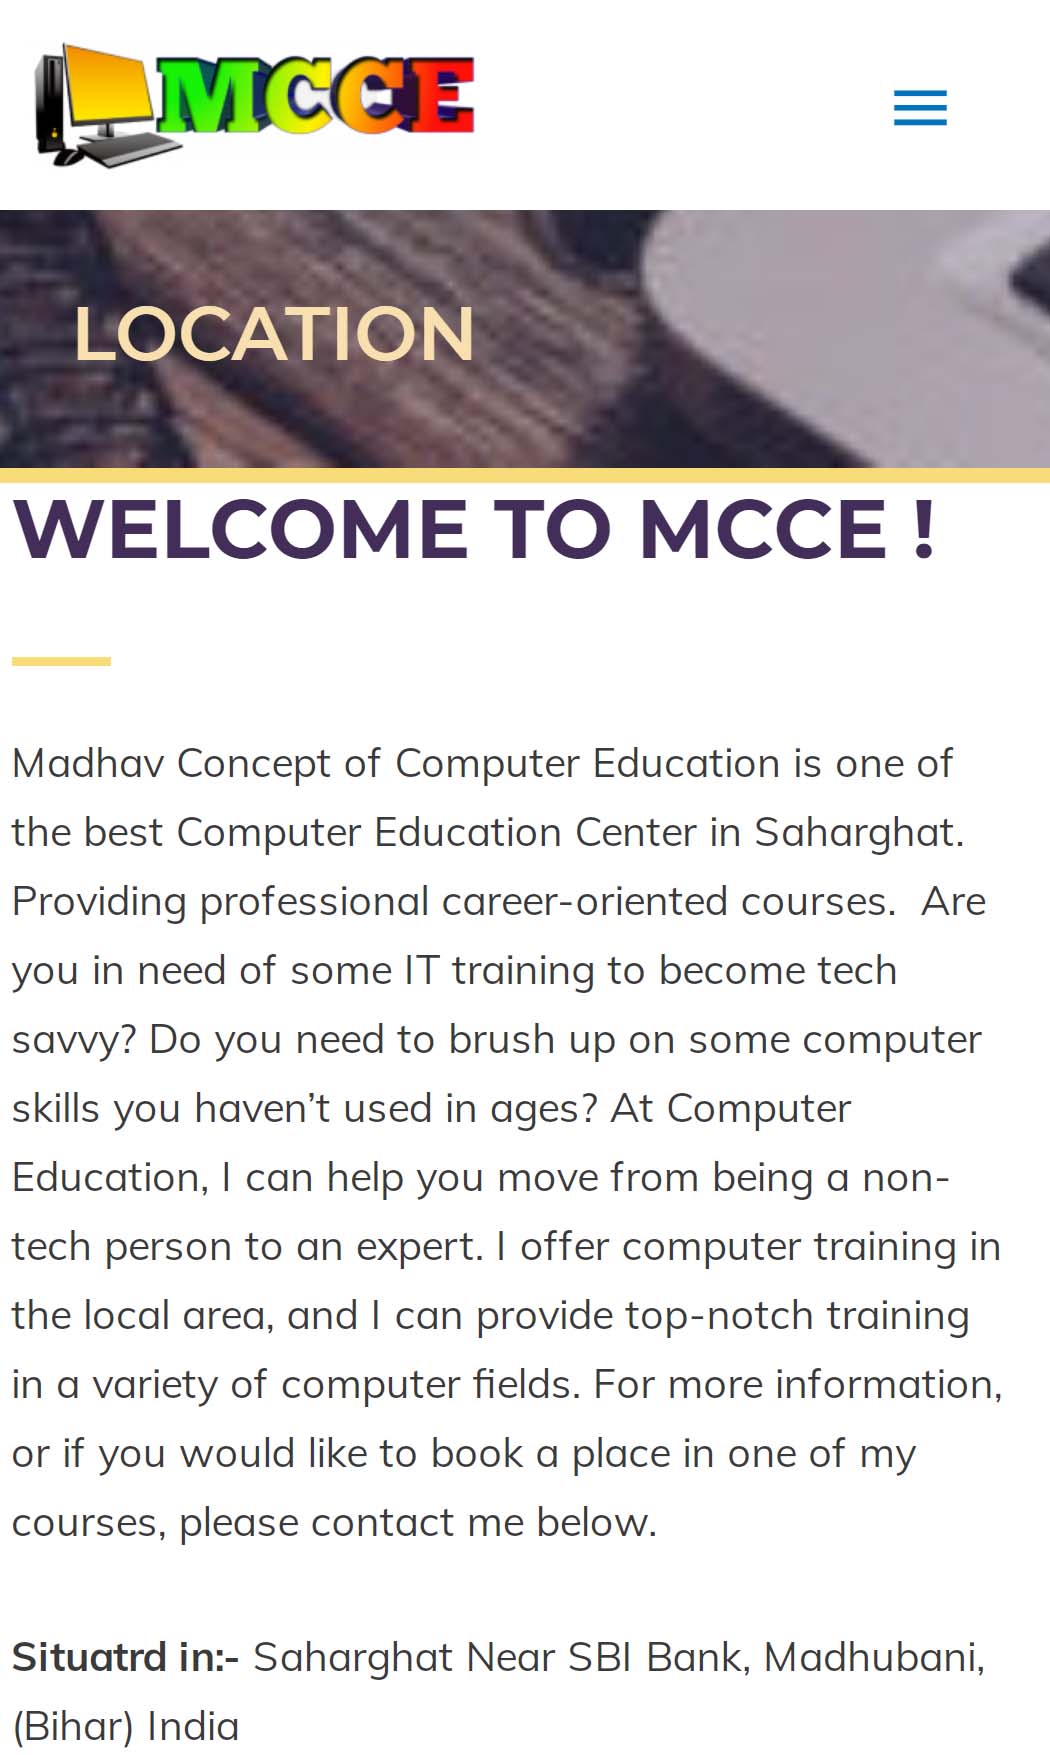 MCCE
LOCATION
WELCOME TO MCCE !
Madhav Concept of Computer Education is one of
the best Computer Education Center in Saharghat.
Providing professional career-oriented courses.  Are
you in need of some IT training to become tech
savvy? Do you need to brush up on some computer
skills you haven’t used in ages? At Computer
Education, I can help you move from being a non-
tech person to an expert. I offer computer training in
the local area, and I can provide top-notch training
in a variety of computer fields. For more information,
or if you would like to book a place in one of my
courses, please contact me below.
Situatrd in:- Saharghat Near SBI Bank, Madhubani,
(Bihar) India